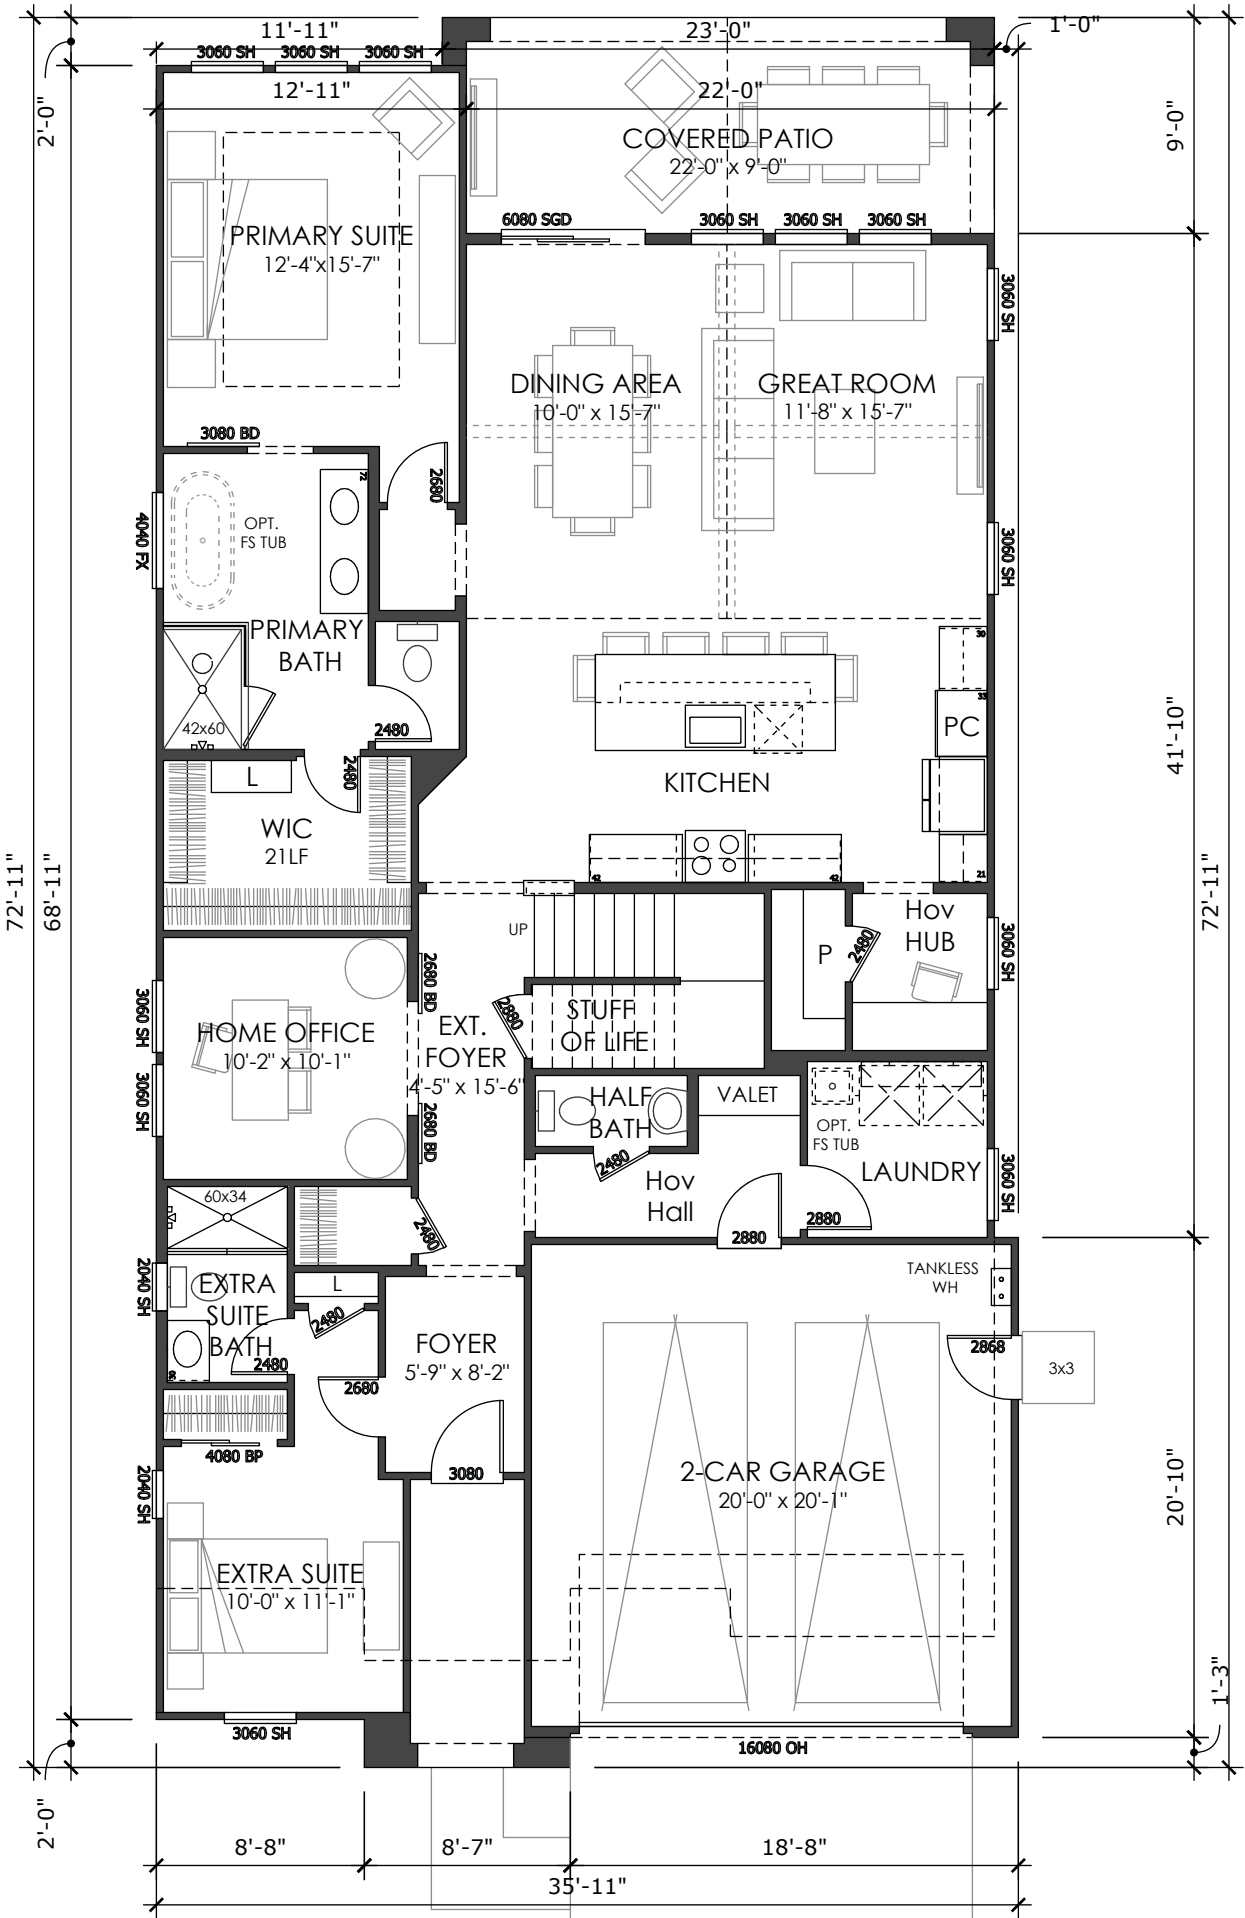 11'-11"
23'-0"
1'-0"
3060 SH
3060 SH
3060 SH
12'-11"
22'-0"
2'-0"
9'-0"
COVERED PATIO
22'-0" x 9'-0"
6080 SGD
3060 SH
3060 SH
3060 SH
PRIMARY SUITE
12'-4"x15'-7"
3060 SH
DINING AREA
10'-0" x 15'-7"
GREAT ROOM
11'-8" x 15'-7"
3080 BD
2680
72
4040 FX
OPT.
FS TUB
3060 SH
PRIMARY
BATH
30
33
PC
42x60
2480
2480
L
KITCHEN
41'-10"
WIC
21LF
42
42
21
72'-11"
68'-11"
72'-11"
UP
Hov
HUB
P
2480
3060 SH
2680 BD
3060 SH
HOME OFFICE
10'-2" x 10'-1"
EXT.
FOYER
4'-5" x 15'-6"
2880
STUFF
OF LIFE
3060 SH
2680 BD
HALF
BATH
VALET
OPT.
FS TUB
2480
LAUNDRY
3060 SH
Hov
Hall
60x34
2480
2880
2880
2040 SH
EXTRA
SUITE
BATH
L
2480
2480
TANKLESS
WH
FOYER
5'-9" x 8'-2"
2680
2868
3x3
4080 BP
3080
2040 SH
2-CAR GARAGE
20'-0" x 20'-1"
20'-10"
EXTRA SUITE
10'-0" x 11'-1"
3060 SH
16080 OH
1'-3"
2'-0"
8'-8"
8'-7"
18'-8"
35'-11"